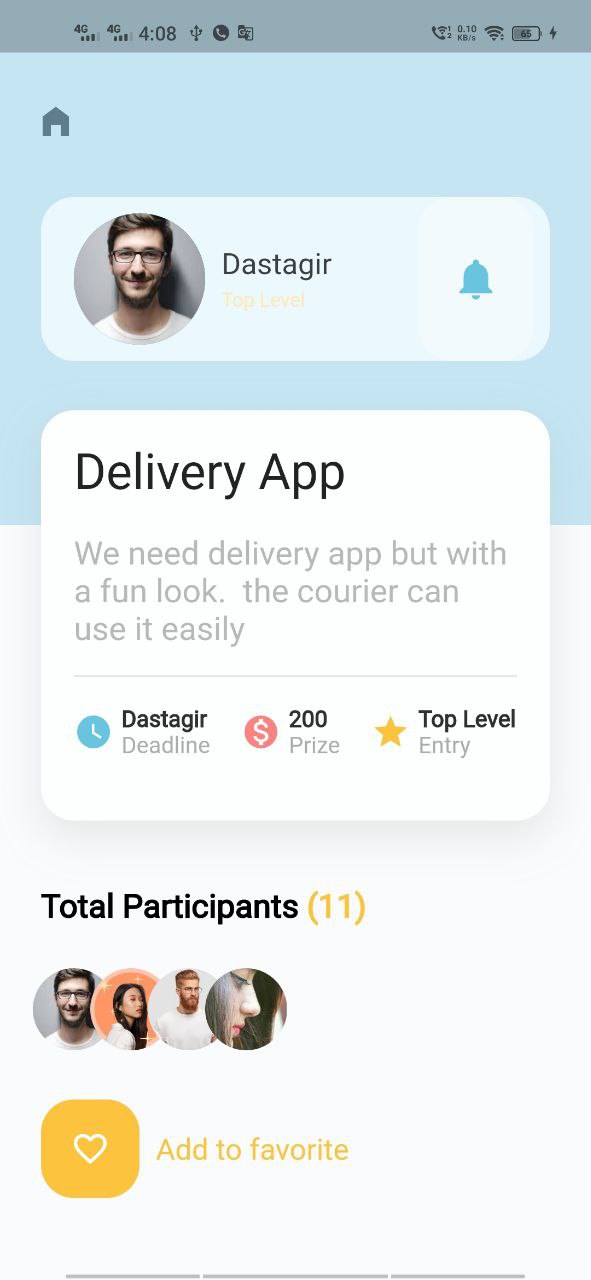 4G 4G 4:08 0.10 KB/s 65
Dastagir
Top Level
Delivery App
We need delivery app but with
a fun look.  the courier can
use it easily
Dastagir 200 Top Level
Deadline Prize Entry
Total Participants (11)
Add to favorite